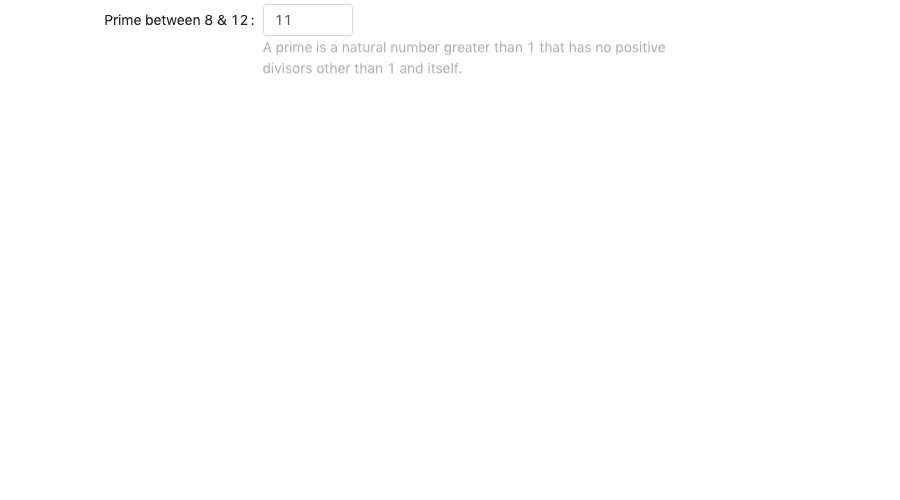 Prime between 8 & 12: 11
A prime is a natural number greater than 1 that has no positive
divisors other than 1 and itself.